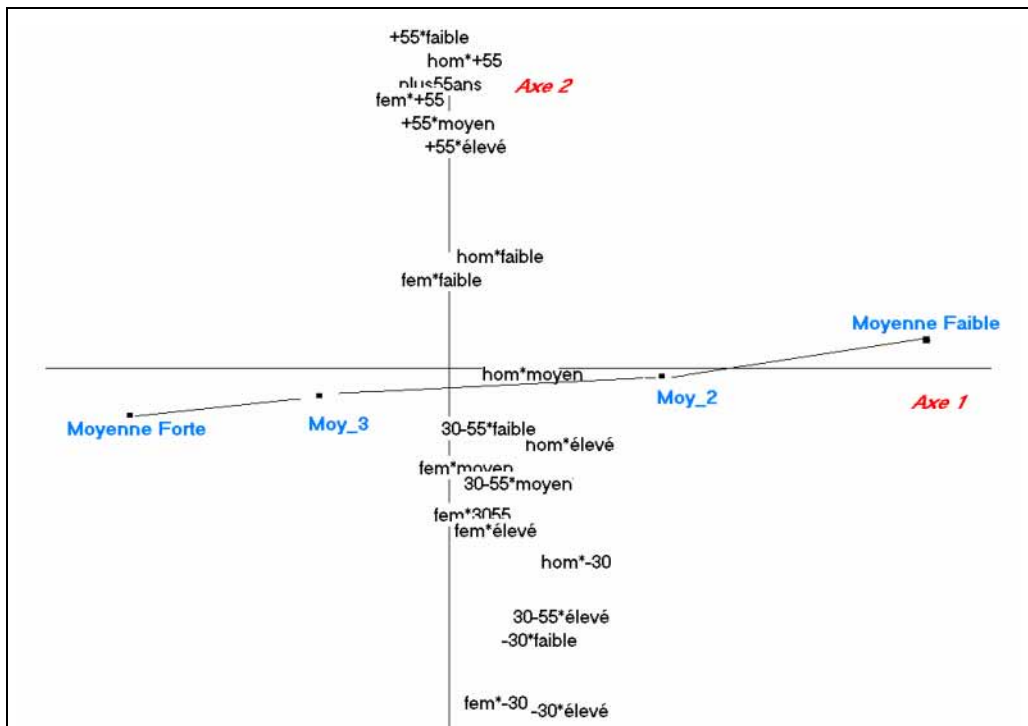 +55*faible
hom*+55
plus55ans
Axe 2
fem*+55
+55*moyen
+55*élevé
hom*faible
fem*faible
Moyenne Faible
hom*moyen
Moy_2
Axe 1
Moyenne Forte
Moy_3
30-55*faible
hom*élevé
fem*moyen
30-55*moyen
fem*3055
fem*élevé
hom*-30
30-55*élevé
-30*faible
fem*-30
-30*élevé